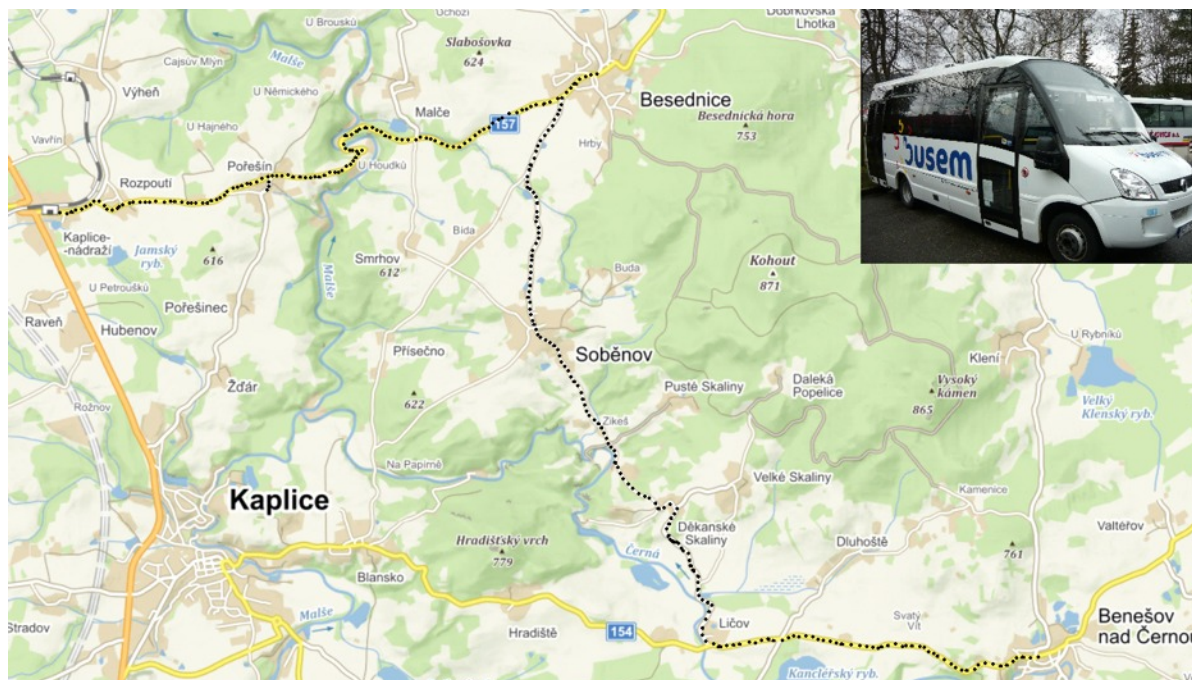 U Brousků
Uchozí
Dobrkovská
Lhotka
Malše
Cajsův Mlýn
Slabošovka
624
Výheň
U Německého
Malče
Besednice
Besednická hora
753
157
Vavřín
U Hajného
Pořešín
U Houdků
Hrby
Rozpoutí
Kaplice-
-nádraží
Jamský
ryb.
616
Malše
Bída
Smrhov
612
Buda
Kohout
871
U Petroušků
Pořešinec
Raveň
Hubenov
Přísečno
Soběnov
U Rybníků
Klení
Žďár
622
Pusté Skaliny
Daleká
Popelice
Vysoký
kámen
865
Velký
Klenský ryb.
Rožnov
Zikeš
Na Papírně
Kaplice
Velké Skaliny
Kamenice
Děkanské
Skaliny
Valtéřov
Hradišťský vrch
779
Černá
Dluhoště
761
Blansko
Malše
Stradov
Hradiště
154
Ličov
Svatý
Vít
Benešov
nad Černou
Kancléřský ryb.
busem
busem